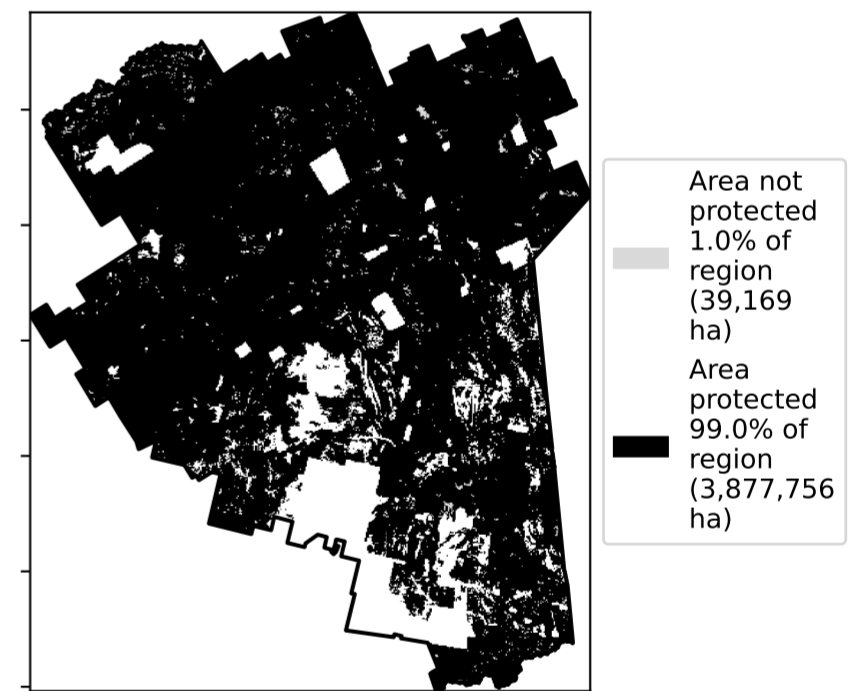 Area not
protected
1.0% of
region
(39,169
ha)
Area
protected
99.0% of
region
(3,877,756
ha)